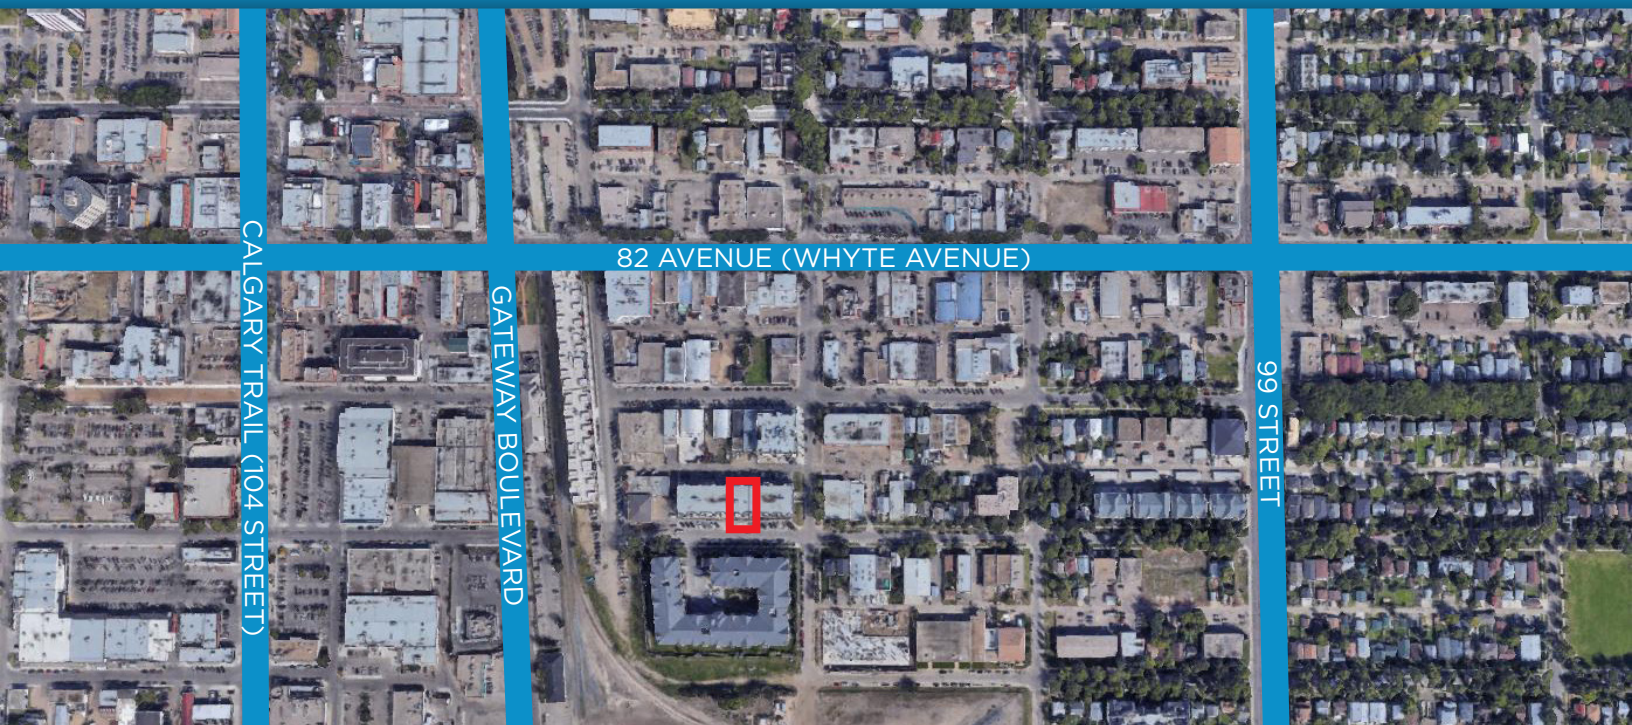 82 AVENUE (WHYTE AVENUE)
CALGARY TRAIL (104 STREET)
GATEWAY BOULEVARD
99 STREET